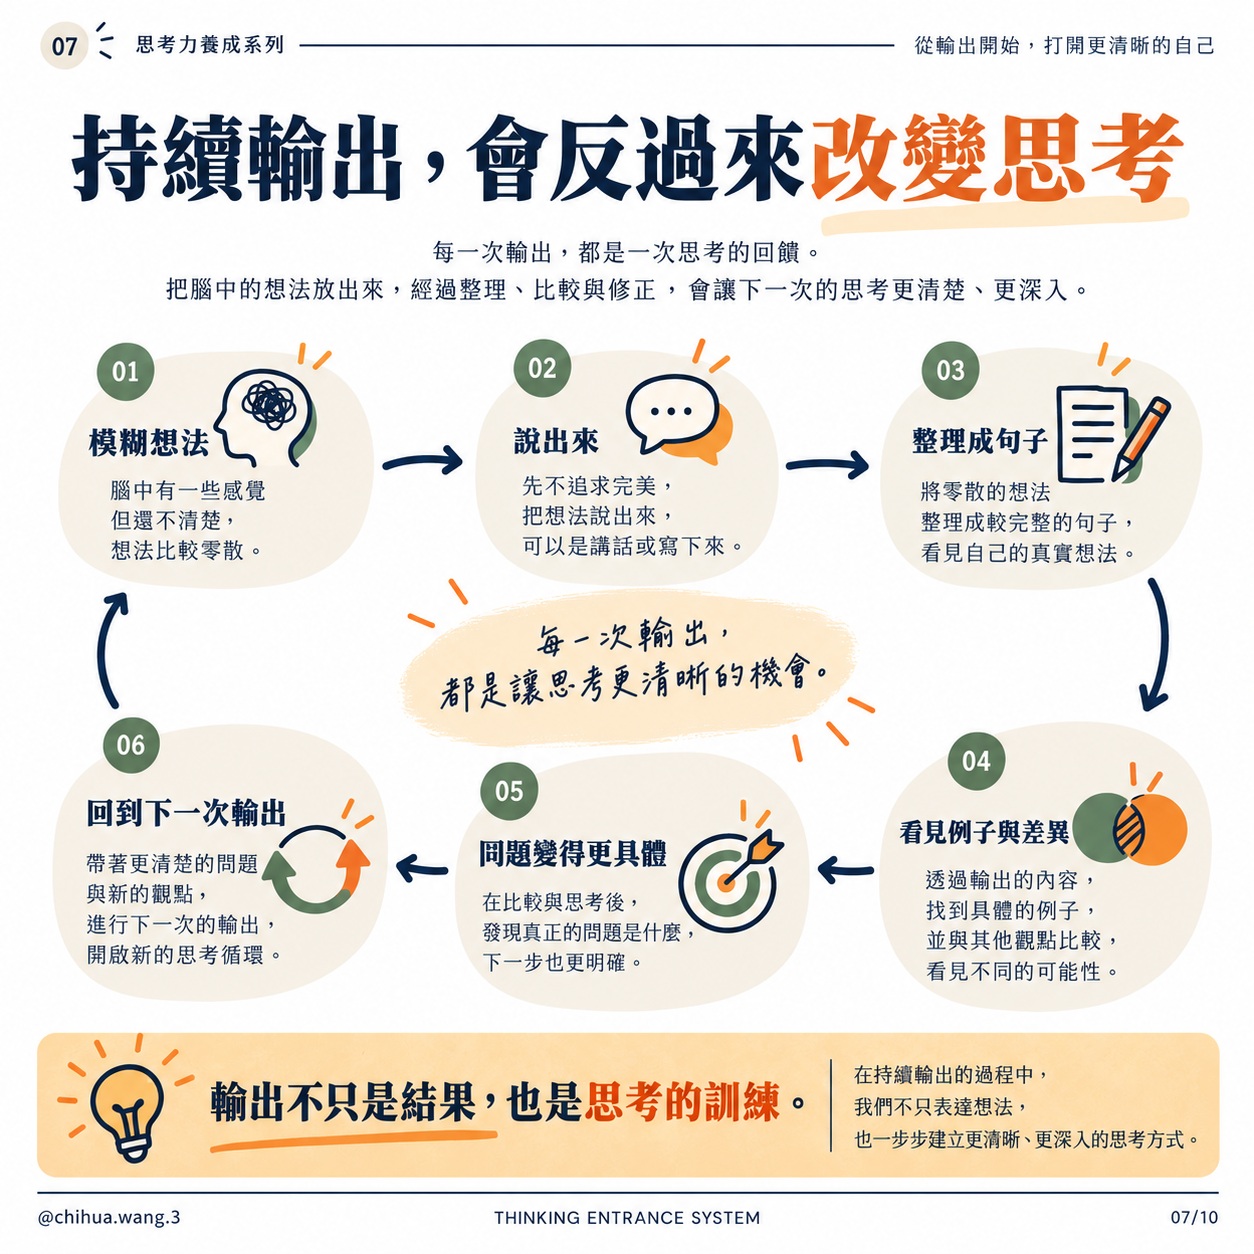 07
思考力養成系列
從輸出開始，打開更清晰的自己
持續輸出，會反過來改變思考
每一次輸出，都是一次思考的回饋。
把腦中的想法放出來，經過整理、比較與修正，會讓下一次的思考更清楚、更深入。
01
模糊想法
腦中有一些感覺
但還不清楚，
想法比較零散。
02
說出來
先不追求完美，
把想法說出來，
可以是講話或寫下來。
03
整理成句子
將零散的想法
整理成較完整的句子，
看見自己的真實想法。
每一次輸出，
都是讓思考更清晰的機會。
04
看見例子與差異
透過輸出的內容，
找到具體的例子，
並與其他觀點比較，
看見不同的可能性。
05
問題變得更具體
在比較與思考後，
發現真正的問題是什麼，
下一步也更明確。
06
回到下一次輸出
帶著更清楚的問題
與新的觀點，
進行下一次的輸出，
開啟新的思考循環。
輸出不只是結果，也是思考的訓練。
在持續輸出的過程中，
我們不只表達想法，
也一步步建立更清晰、更深入的思考方式。
@chihua.wang.3
THINKING ENTRANCE SYSTEM
07/10